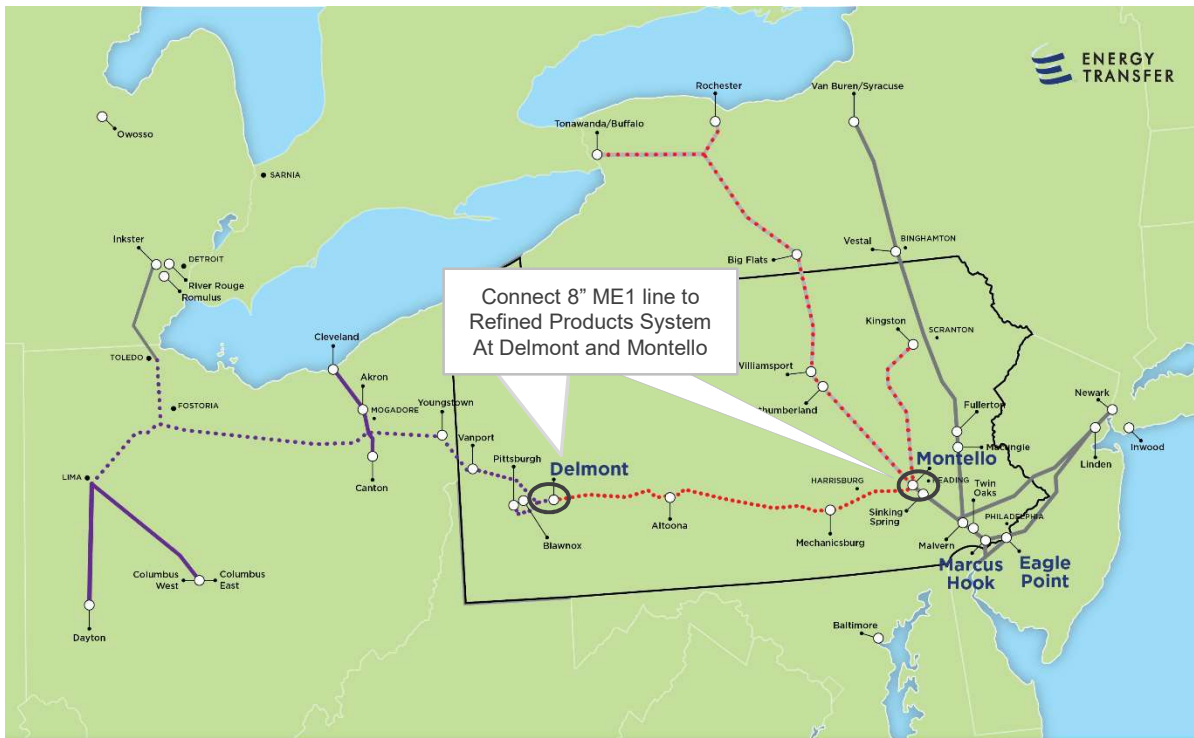 ENERGY
TRANSFER
Rochester
Van Buren/Syracuse
Owosso
Tonawanda/Buffalo
SARNIA
Inkster
DETROIT
River Rouge
Romulus
Vestal
BINGHAMTON
Big Flats
Connect 8” ME1 line to
Refined Products System
At Delmont and Montello
Kingston
SCRANTON
Cleveland
TOLEDO
Akron
MOGADORE
Williamsport
Northumberland
FOSTORIA
Youngstown
Vanport
Pittsburgh
Delmont
Canton
LIMA
Blawnox
Altoona
HARRISBURG
Mechanicsburg
Montello
READING
Sinking
Spring
Fullerton
Macungie
Newark
Linden
Inwood
Twin
Oaks
PHILADELPHIA
Malvern
Marcus
Hook
Eagle
Point
Columbus
West
Columbus
East
Dayton
Baltimore